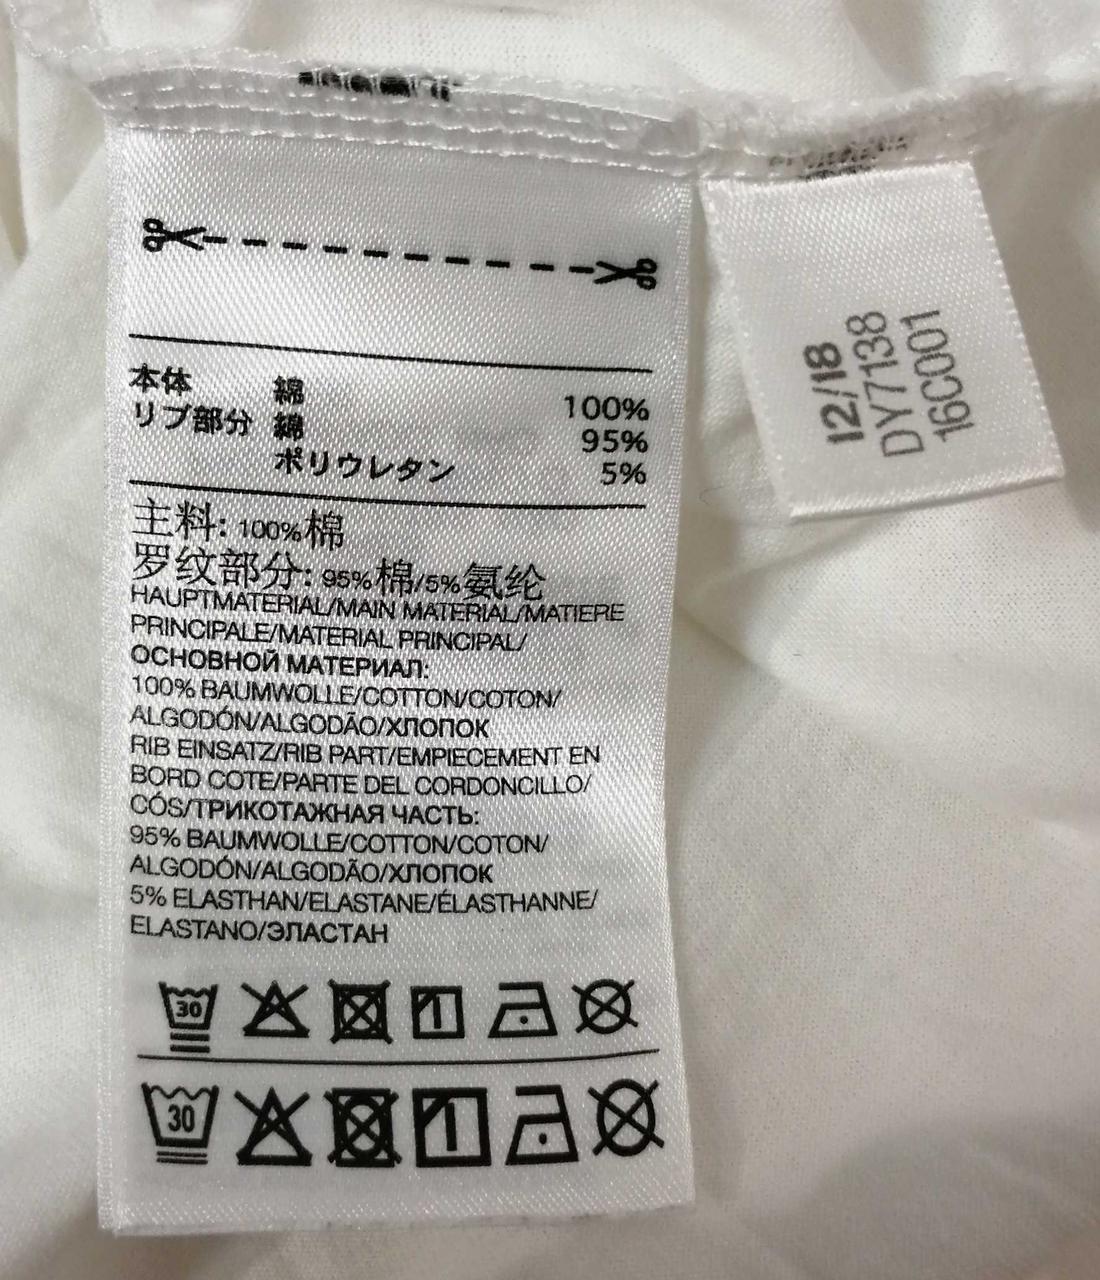 本体 綿 100%
リブ部分 綿 95%
ポリウレタン 5%
主料: 100%棉
罗纹部分: 95%棉/5%氨纶
HAUPTMATERIAL/MAIN MATERIAL/MATIERE
PRINCIPALE/MATERIAL PRINCIPAL/
ОСНОВНОЙ МАТЕРИАЛ:
100% BAUMWOLLE/COTTON/COTON/
ALGODÓN/ALGODÃO/ХЛОПОК
RIB EINSATZ/RIB PART/EMPIECEMENT EN
BORD COTE/PARTE DEL CORDONCILLO/
CÓS/ТРИКОТАЖНАЯ ЧАСТЬ:
95% BAUMWOLLE/COTTON/COTON/
ALGODÓN/ALGODÃO/ХЛОПОК
5% ELASTHAN/ELASTANE/ÉLASTHANNE/
ELASTANO/ЭЛАСТАН
30
30
12/18
DY7138
16C001